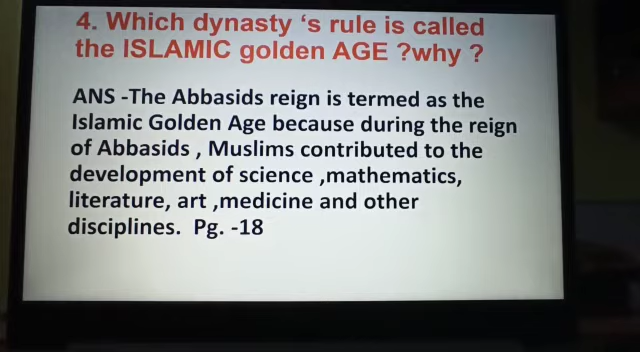 4. Which dynasty ‘s rule is called
the ISLAMIC golden AGE ?why ?
ANS -The Abbasids reign is termed as the
Islamic Golden Age because during the reign
of Abbasids , Muslims contributed to the
development of science ,mathematics,
literature, art ,medicine and other
disciplines. Pg. -18